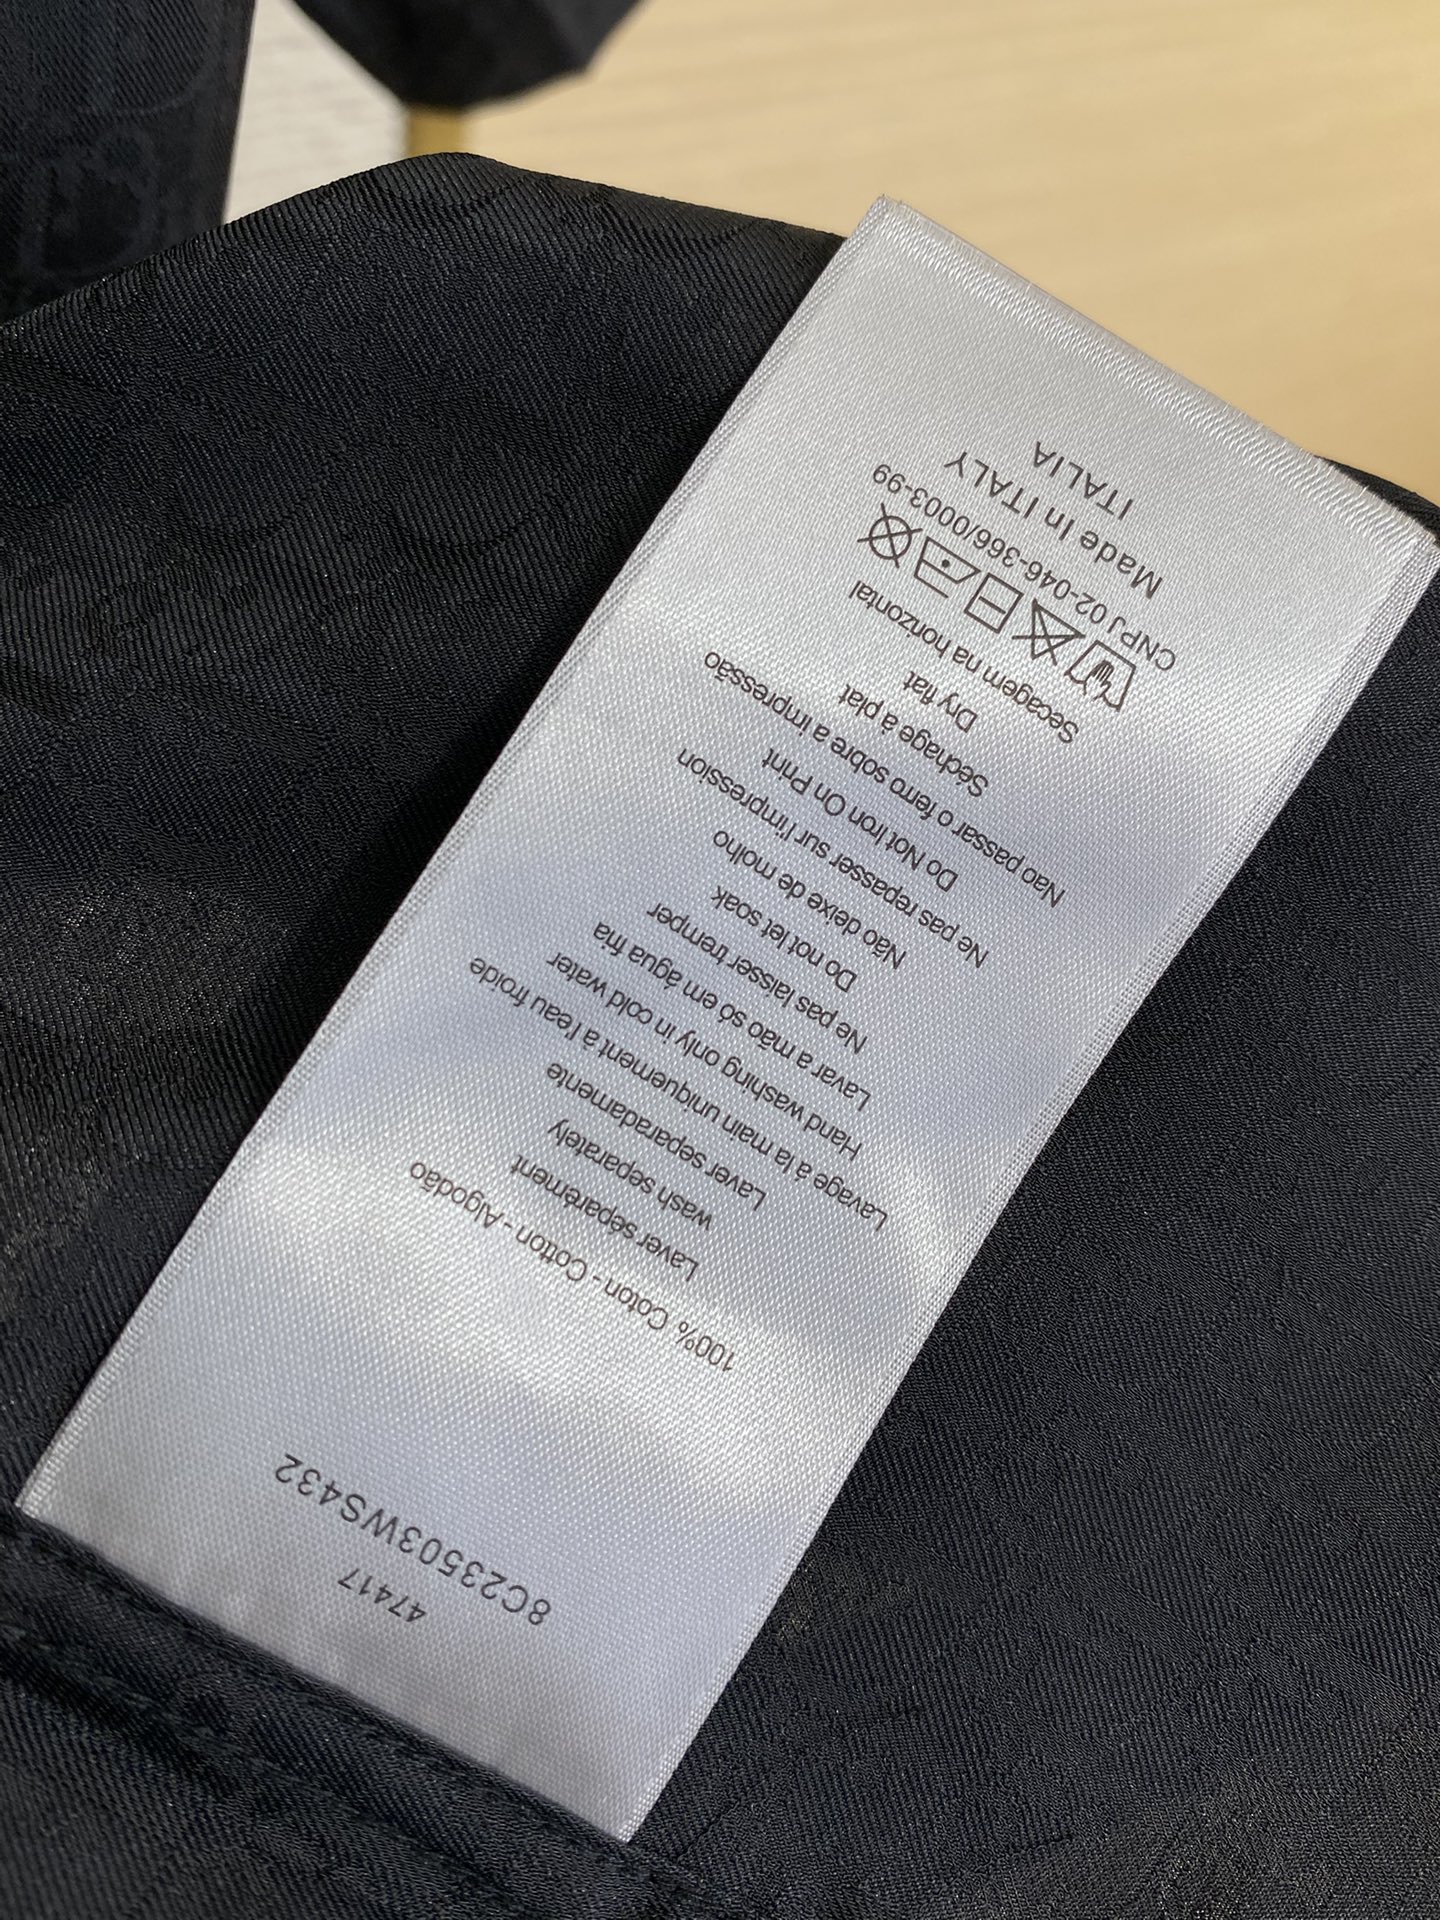 47417
8C23503WS432
100% Coton - Cotton - Algodão
Laver séparément
wash separately
Laver separadamente
Lavage á la main uniquement à l'eau froide
Hand washing only in cold water
Lavar a mão só em água fria
Ne pas laisser tremper
Do not let soak
Não deixe de molho
Ne pas repasser sur l'impression
Do Not Iron On Print
Nao passar o ferro sobre a impressão
Séchage à plat
Dry flat
Secagem na horizontal
CNPJ 02-046-366/0003-99
Made In ITALY
ITALIA